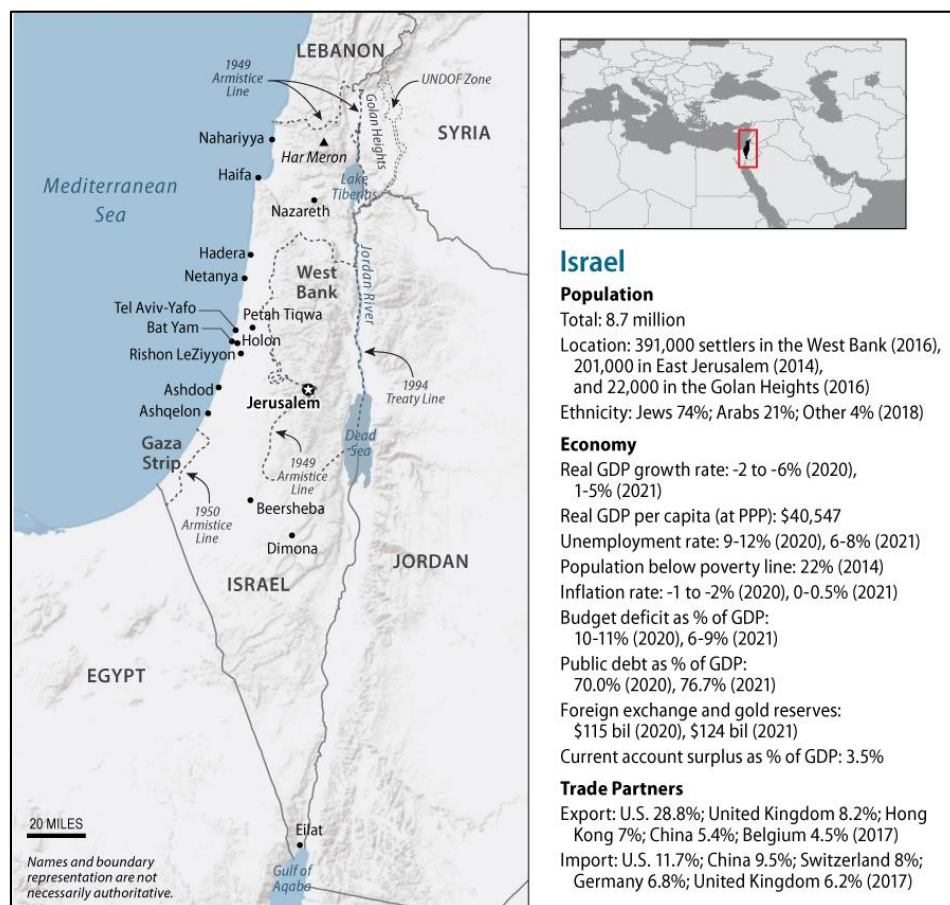 LEBANON
1949
Armistice
Line
UNDOF Zone
Golan Heights
SYRIA
Nahariyya
Har Meron
Haifa
Lake
Tiberias
Mediterranean
Sea
Nazareth
Hadera
Netanya
West
Bank
Jordan River
Tel Aviv-Yafo
Petah Tiqwa
Bat Yam
Holon
Rishon LeZiyyon
1994
Treaty Line
Ashdod
Jerusalem
Ashqelon
Dead
Sea
Gaza
Strip
1949
Armistice
Line
1950
Armistice
Line
Beersheba
Dimona
JORDAN
ISRAEL
EGYPT
20 MILES
Eilat
Names and boundary
representation are not
necessarily authoritative.
Gulf of
Aqaba
Israel
Population
Total: 8.7 million
Location: 391,000 settlers in the West Bank (2016),
201,000 in East Jerusalem (2014),
and 22,000 in the Golan Heights (2016)
Ethnicity: Jews 74%; Arabs 21%; Other 4% (2018)
Economy
Real GDP growth rate: -2 to -6% (2020),
1-5% (2021)
Real GDP per capita (at PPP): $40,547
Unemployment rate: 9-12% (2020), 6-8% (2021)
Population below poverty line: 22% (2014)
Inflation rate: -1 to -2% (2020), 0-0.5% (2021)
Budget deficit as % of GDP:
10-11% (2020), 6-9% (2021)
Public debt as % of GDP:
70.0% (2020), 76.7% (2021)
Foreign exchange and gold reserves:
$115 bil (2020), $124 bil (2021)
Current account surplus as % of GDP: 3.5%
Trade Partners
Export: U.S. 28.8%; United Kingdom 8.2%; Hong
Kong 7%; China 5.4%; Belgium 4.5% (2017)
Import: U.S. 11.7%; China 9.5%; Switzerland 8%;
Germany 6.8%; United Kingdom 6.2% (2017)